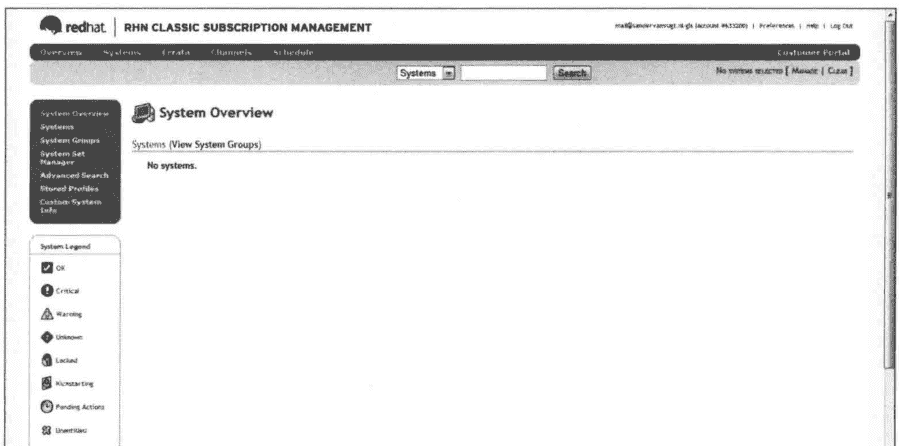 redhat. RHN CLASSIC SUBSCRIPTION MANAGEMENT
Preferences | Help | Log Out
Overview Systems Errata Channels Schedule Customer Portal
Systems Search No systems selected [ Manage | Clear ]
System Overview
Systems
System Groups
System Set
Manager
Advanced Search
Stored Profiles
Custom System
Info
System Overview
Systems (View System Groups)
No systems.
System Legend
OK
Critical
Warning
Unknown
Locked
Kickstarting
Pending Actions
Unentitled